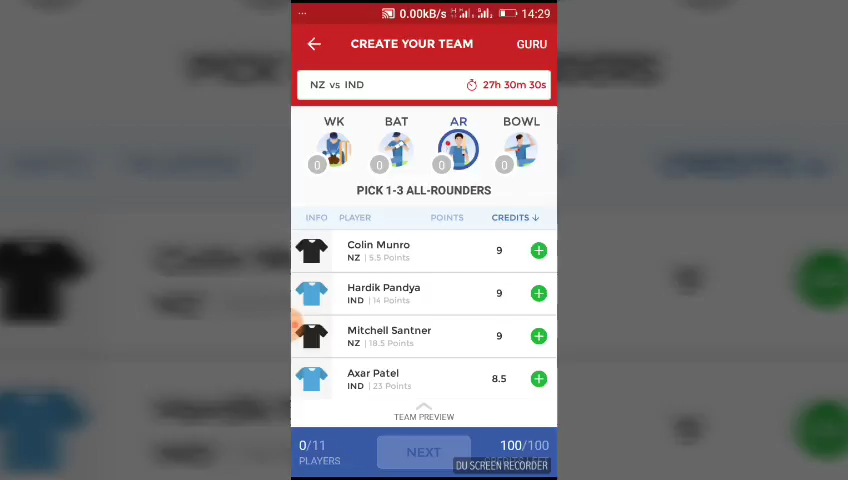 ... 0.00kB/s 14:29
CREATE YOUR TEAM GURU
NZ vs IND 27h 30m 30s
WK BAT AR BOWL
0 0 0 0
PICK 1-3 ALL-ROUNDERS
INFO PLAYER POINTS CREDITS ↓
Colin Munro
NZ | 5.5 Points 9
Hardik Pandya
IND | 14 Points 9
Mitchell Santner
NZ | 18.5 Points 9
Axar Patel
IND | 23 Points 8.5
TEAM PREVIEW
0/11 NEXT 100/100
PLAYERS
DU SCREEN RECORDER